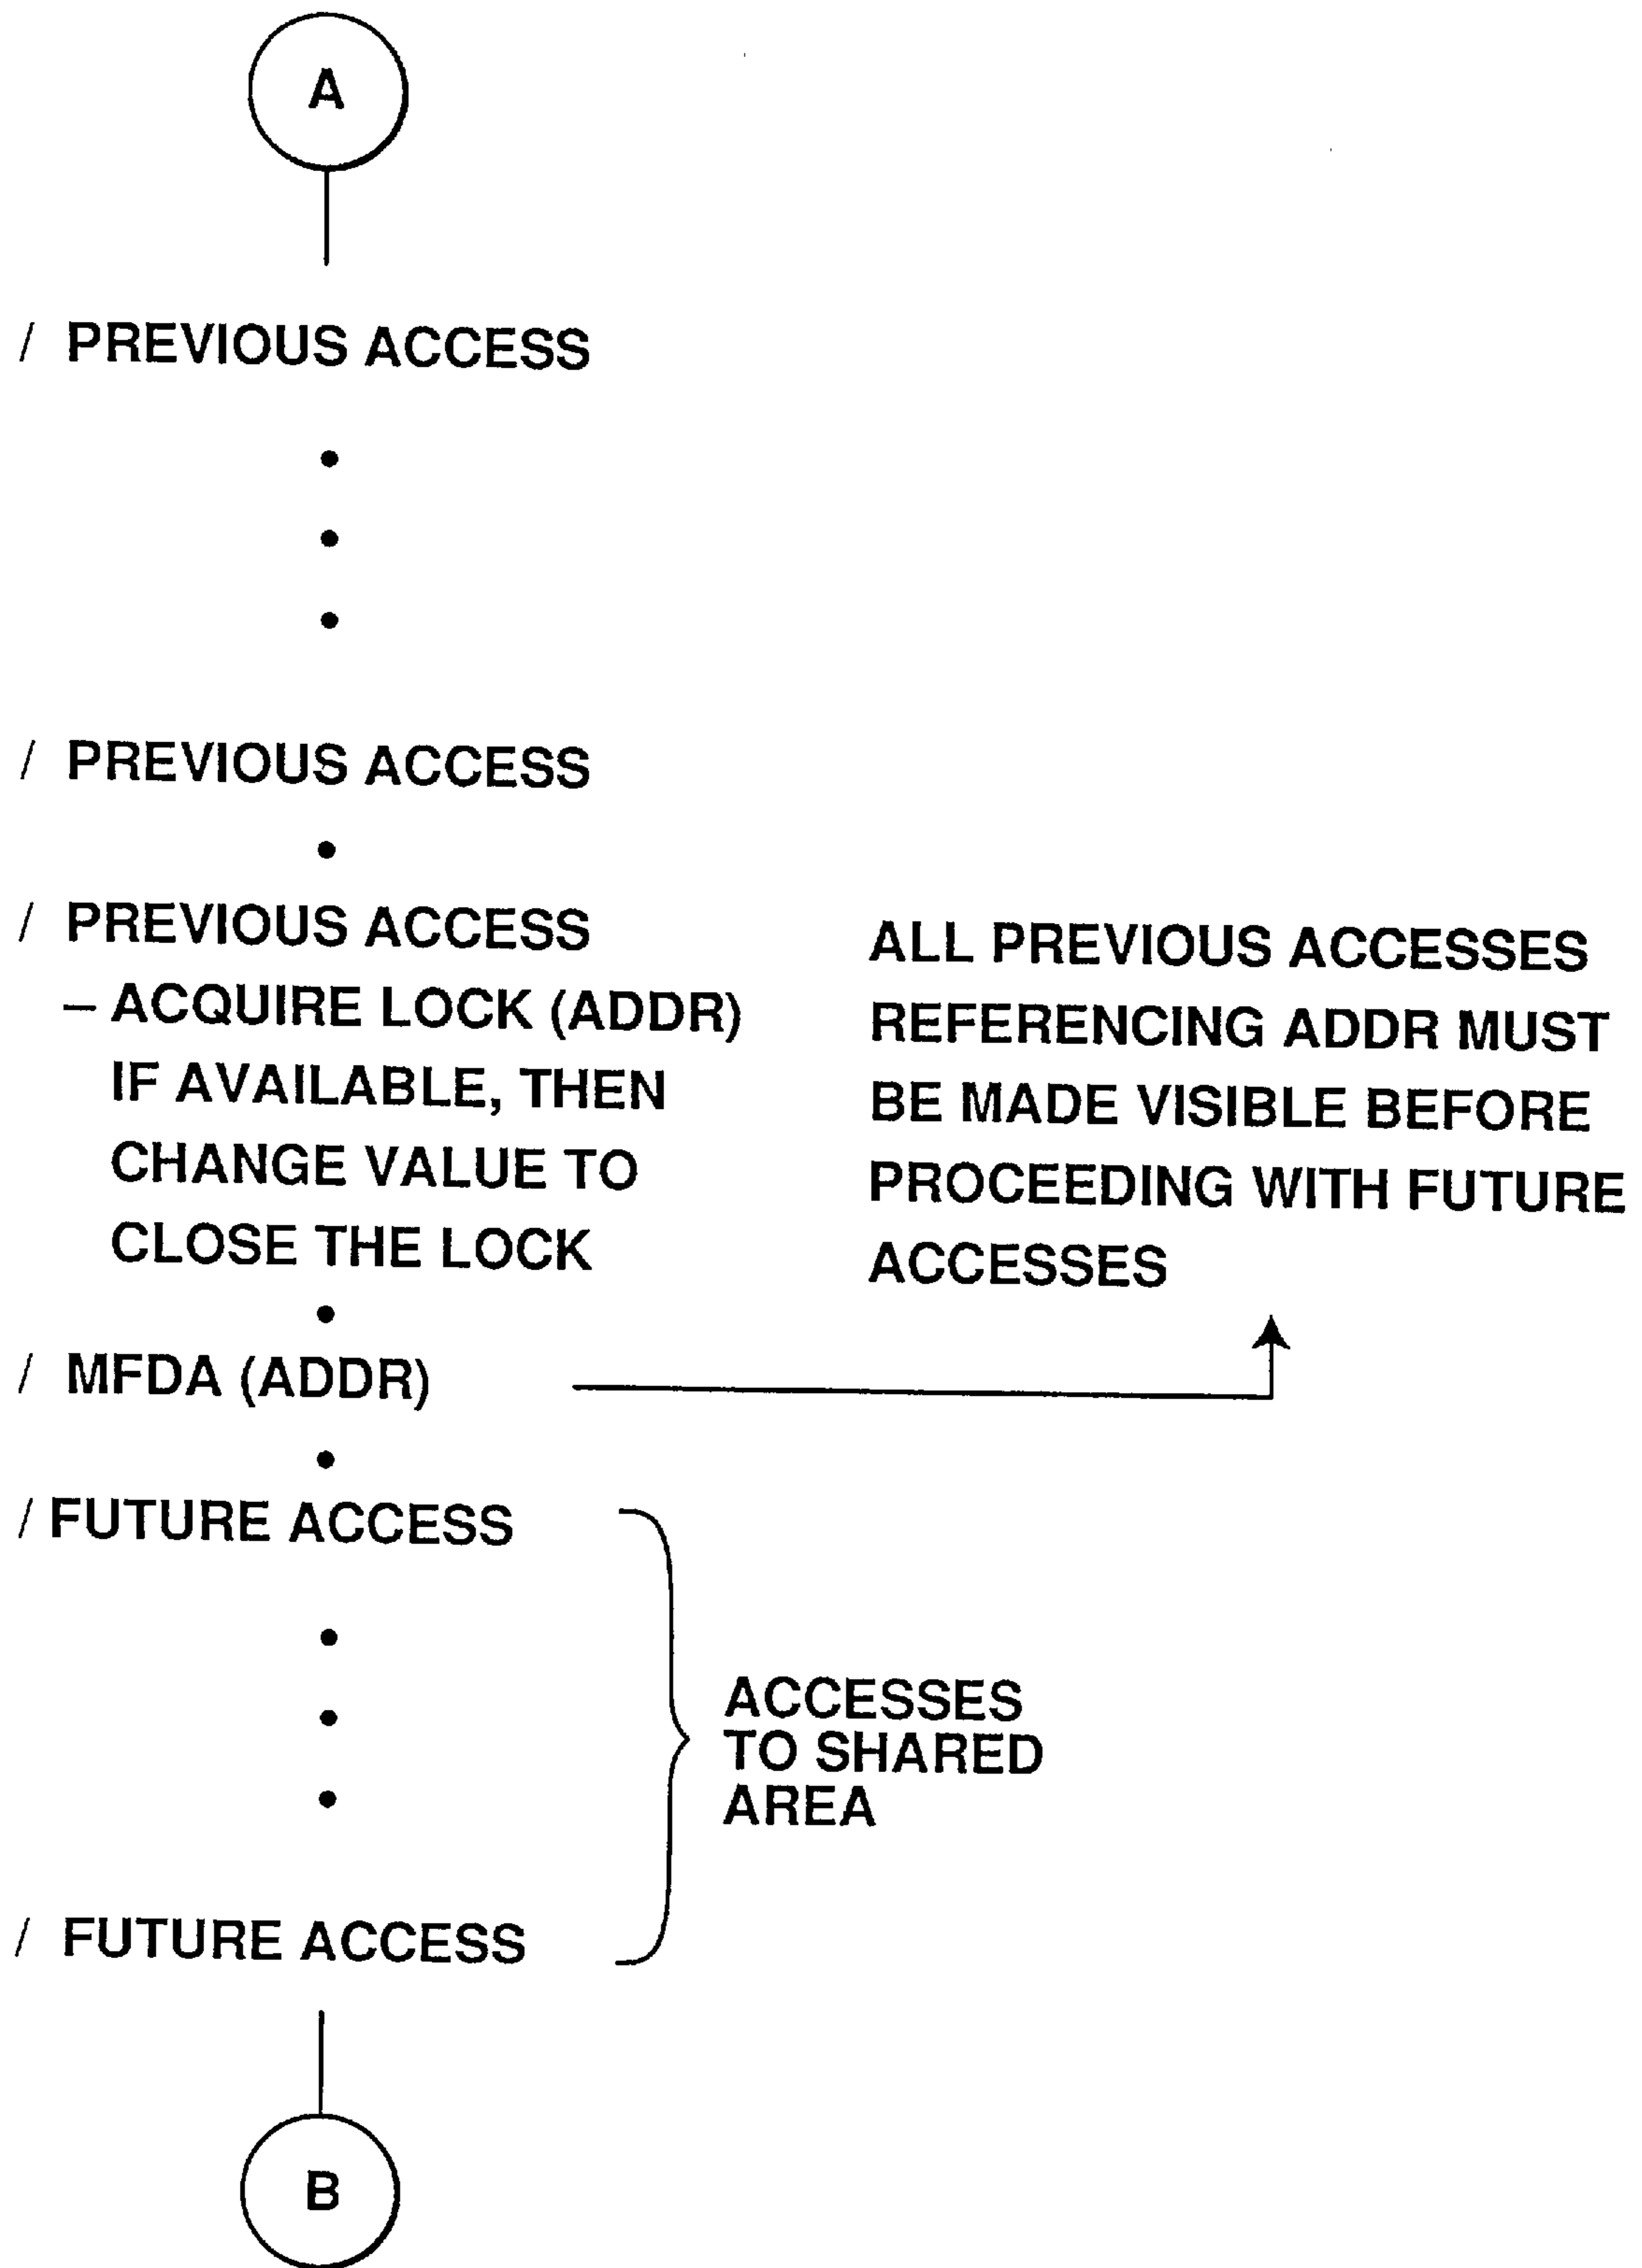 A
/ PREVIOUS ACCESS
/ PREVIOUS ACCESS
/ PREVIOUS ACCESS
– ACQUIRE LOCK (ADDR)
IF AVAILABLE, THEN
CHANGE VALUE TO
CLOSE THE LOCK
ALL PREVIOUS ACCESSES
REFERENCING ADDR MUST
BE MADE VISIBLE BEFORE
PROCEEDING WITH FUTURE
ACCESSES
/ MFDA (ADDR)
/ FUTURE ACCESS
ACCESSES
TO SHARED
AREA
/ FUTURE ACCESS
B